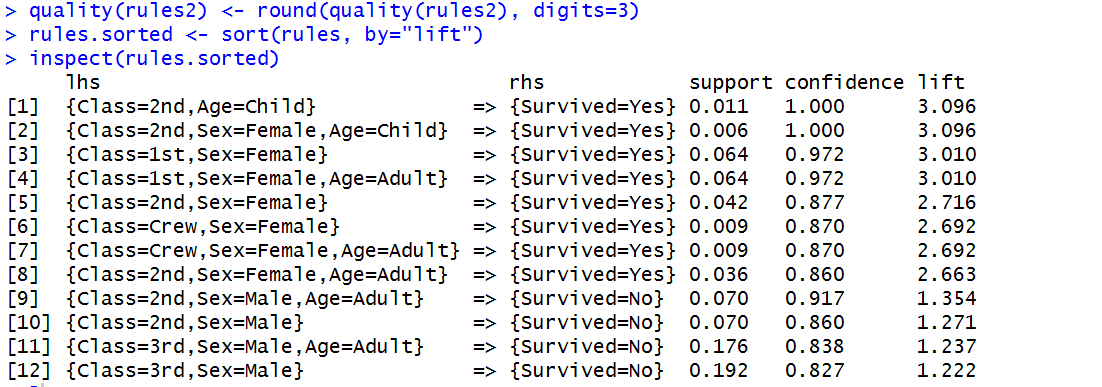 > quality(rules2) <- round(quality(rules2), digits=3)
> rules.sorted <- sort(rules, by="lift")
> inspect(rules.sorted)
     lhs                                  rhs            support confidence lift
[1]  {Class=2nd,Age=Child}             => {Survived=Yes} 0.011   1.000      3.096
[2]  {Class=2nd,Sex=Female,Age=Child}  => {Survived=Yes} 0.006   1.000      3.096
[3]  {Class=1st,Sex=Female}            => {Survived=Yes} 0.064   0.972      3.010
[4]  {Class=1st,Sex=Female,Age=Adult}  => {Survived=Yes} 0.064   0.972      3.010
[5]  {Class=2nd,Sex=Female}            => {Survived=Yes} 0.042   0.877      2.716
[6]  {Class=Crew,Sex=Female}           => {Survived=Yes} 0.009   0.870      2.692
[7]  {Class=Crew,Sex=Female,Age=Adult} => {Survived=Yes} 0.009   0.870      2.692
[8]  {Class=2nd,Sex=Female,Age=Adult}  => {Survived=Yes} 0.036   0.860      2.663
[9]  {Class=2nd,Sex=Male,Age=Adult}    => {Survived=No}  0.070   0.917      1.354
[10] {Class=2nd,Sex=Male}              => {Survived=No}  0.070   0.860      1.271
[11] {Class=3rd,Sex=Male,Age=Adult}    => {Survived=No}  0.176   0.838      1.237
[12] {Class=3rd,Sex=Male}              => {Survived=No}  0.192   0.827      1.222